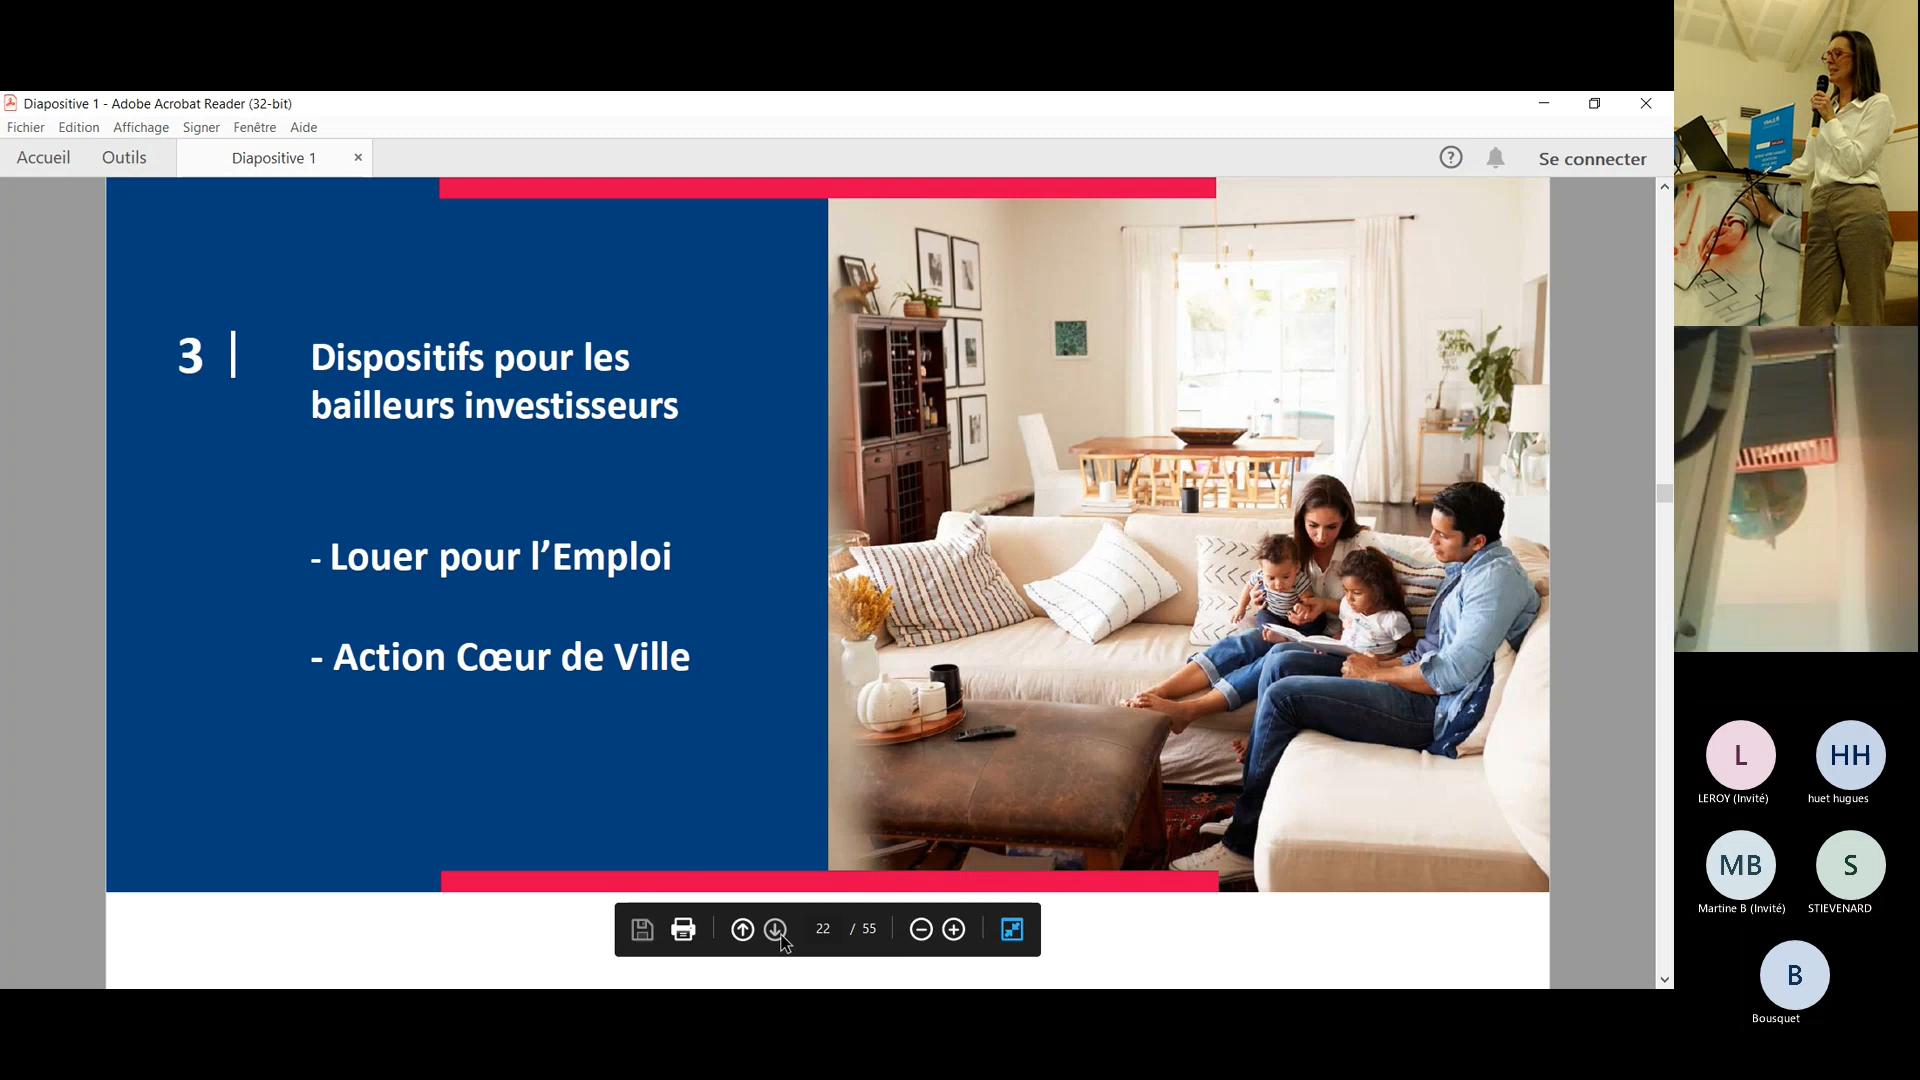 Diapositive 1 - Adobe Acrobat Reader (32-bit)
Fichier Edition Affichage Signer Fenêtre Aide
Accueil Outils Diapositive 1 × ? Se connecter
3 | Dispositifs pour les
bailleurs investisseurs
- Louer pour l’Emploi
- Action Cœur de Ville
22 / 55
L
LEROY (Invité)
HH
huet hugues
MB
Martine B (Invité)
S
STIEVENARD
B
Bousquet